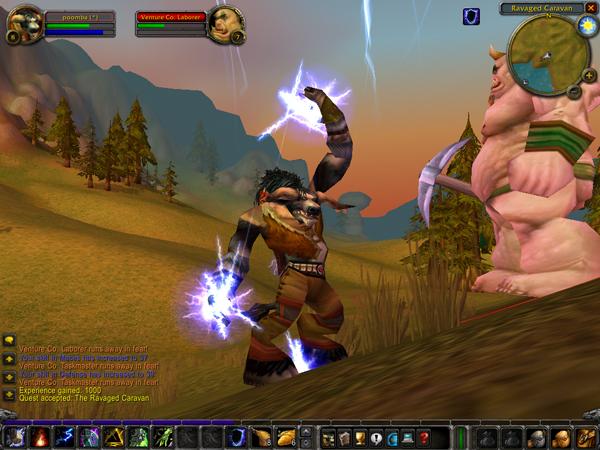 poomba (*)
Venture Co. Laborer
Ravaged Caravan
N
Venture Co. Laborer runs away in fear!
Your skill in Maces has increased to 37
Venture Co. Taskmaster runs away in fear!
Your skill in Defense has increased to 39
Venture Co. Taskmaster runs away in fear!
Experience gained: 1000
Quest accepted: The Ravaged Caravan